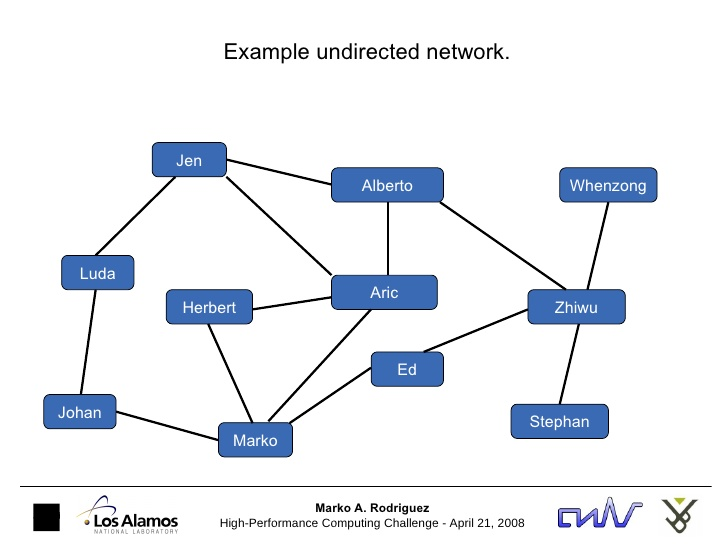 Example undirected network.
Jen
Alberto
Whenzong
Luda
Aric
Herbert
Zhiwu
Ed
Johan
Stephan
Marko
Marko A. Rodriguez
High-Performance Computing Challenge - April 21, 2008
Los Alamos
NATIONAL LABORATORY